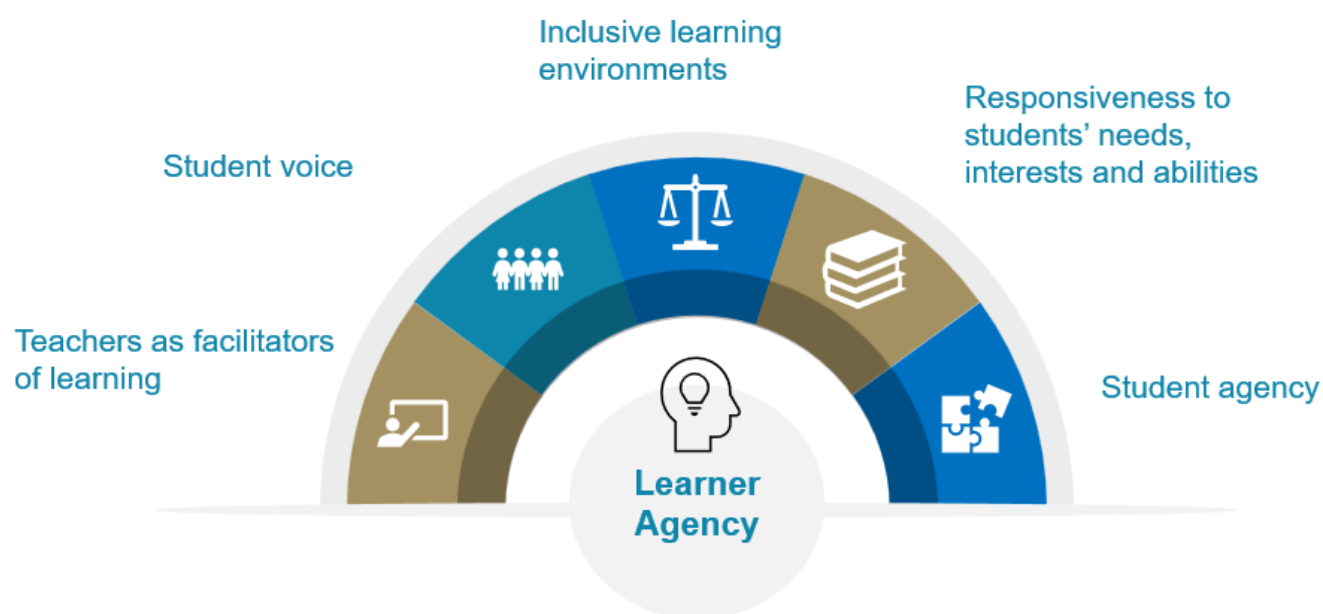 Inclusive learning
environments
Responsiveness to
students’ needs,
interests and abilities
Student voice
Teachers as facilitators
of learning
Student agency
Learner
Agency